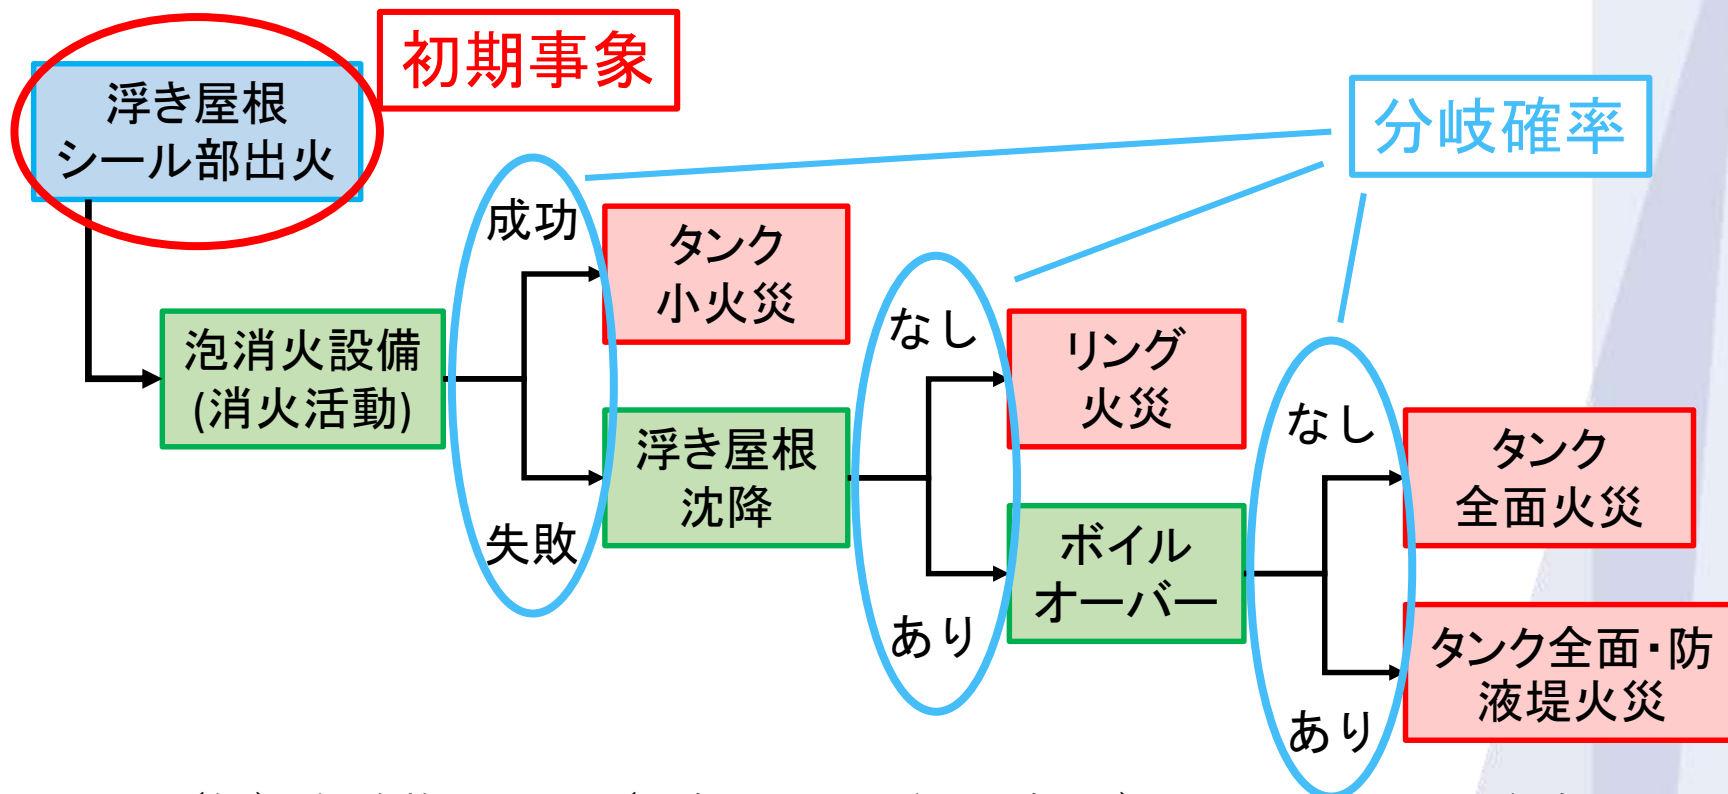 初期事象
浮き屋根
シール部出火
分岐確率
泡消火設備
(消火活動)
成功
失敗
タンク
小火災
浮き屋根
沈降
なし
あり
リング
火災
ボイル
オーバー
なし
あり
タンク
全面火災
タンク全面・防
液堤火災